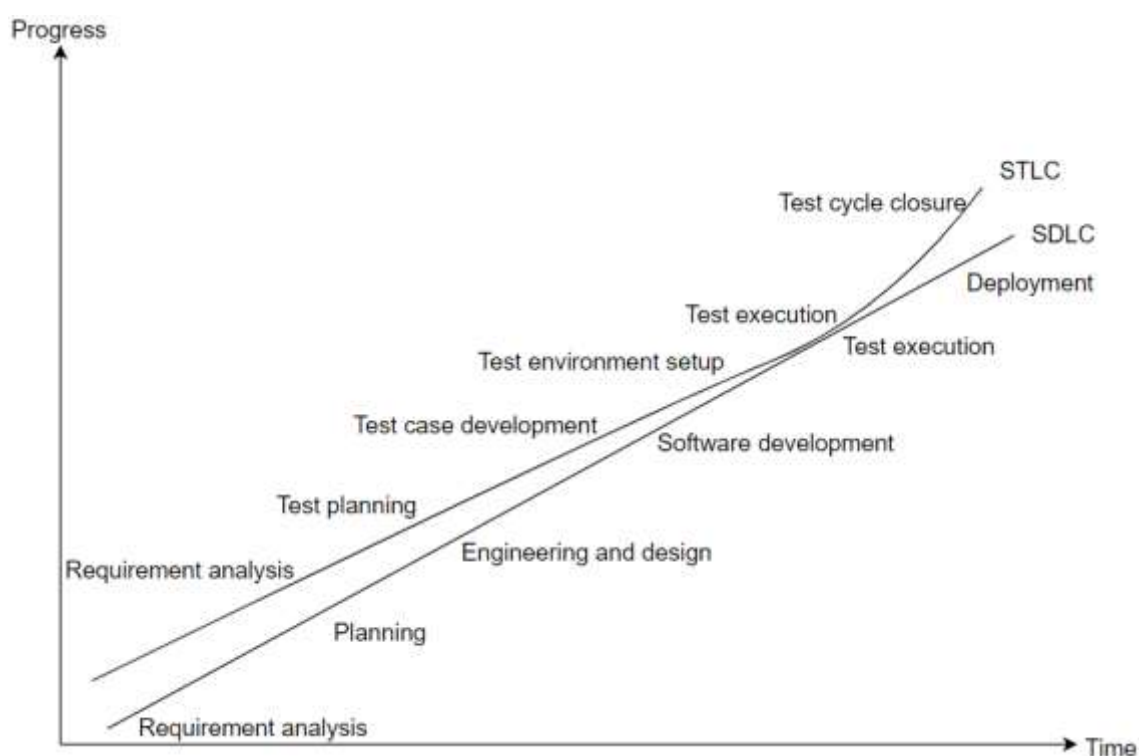 Progress
STLC
Test cycle closure
SDLC
Deployment
Test execution
Test execution
Test environment setup
Test case development
Software development
Test planning
Engineering and design
Requirement analysis
Planning
Requirement analysis
Time